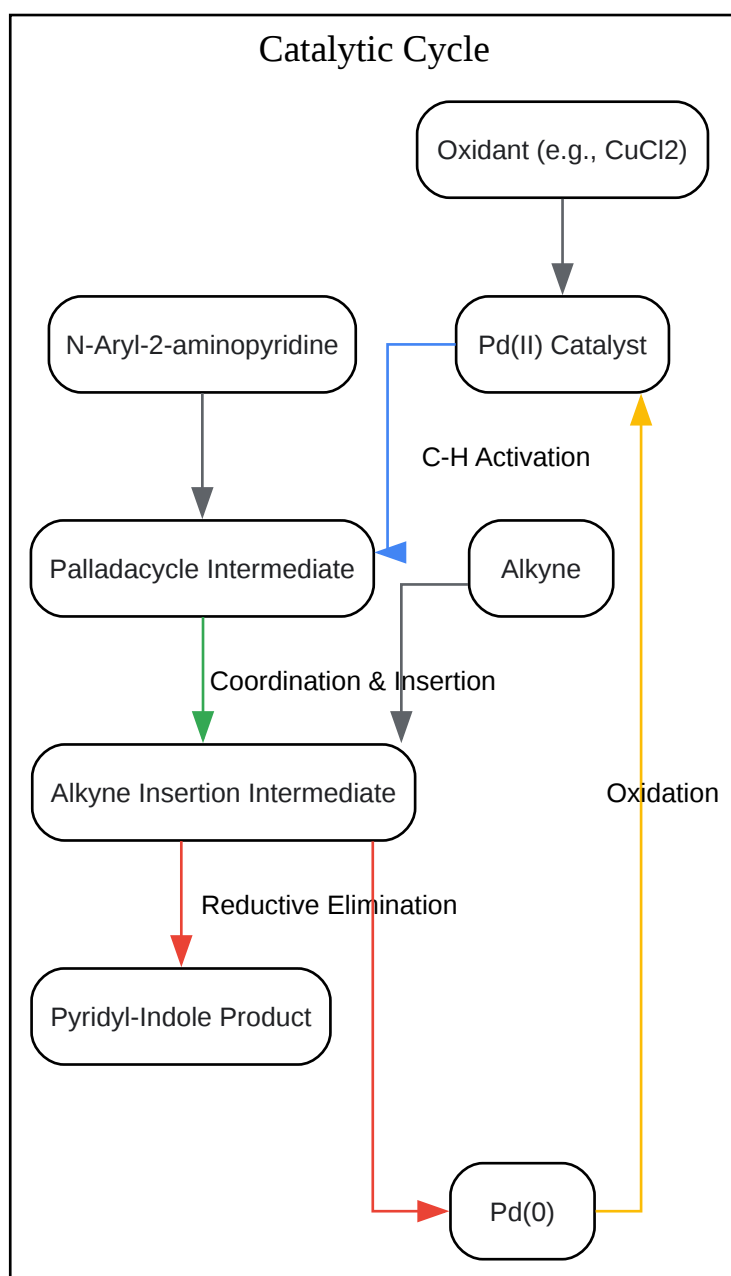 Catalytic Cycle
Oxidant (e.g., CuCl2)
N-Aryl-2-aminopyridine
Pd(II) Catalyst
C-H Activation
Palladacycle Intermediate
Alkyne
Coordination & Insertion
Alkyne Insertion Intermediate
Oxidation
Reductive Elimination
Pyridyl-Indole Product
Pd(0)